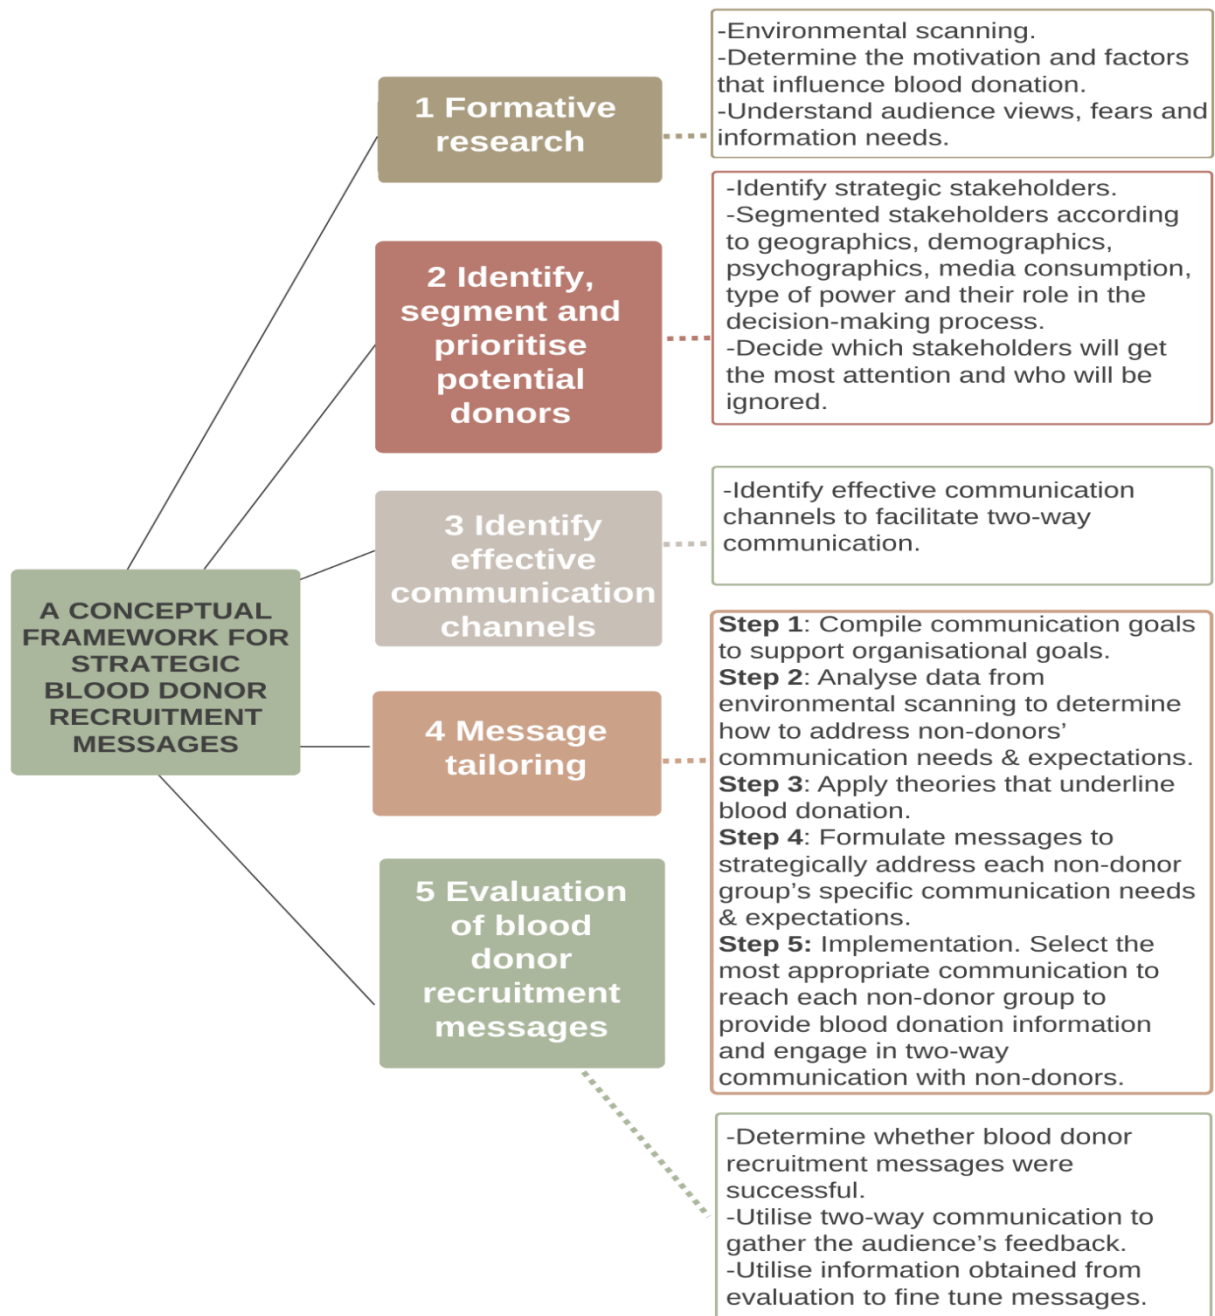 A CONCEPTUAL
FRAMEWORK FOR
STRATEGIC
BLOOD DONOR
RECRUITMENT
MESSAGES
1 Formative
research
-Environmental scanning.
-Determine the motivation and factors
that influence blood donation.
-Understand audience views, fears and
information needs.
2 Identify,
segment and
prioritise
potential
donors
-Identify strategic stakeholders.
-Segmented stakeholders according
to geographics, demographics,
psychographics, media consumption,
type of power and their role in the
decision-making process.
-Decide which stakeholders will get
the most attention and who will be
ignored.
3 Identify
effective
communication
channels
-Identify effective communication
channels to facilitate two-way
communication.
4 Message
tailoring
Step 1: Compile communication goals
to support organisational goals.
Step 2: Analyse data from
environmental scanning to determine
how to address non-donors’
communication needs & expectations.
Step 3: Apply theories that underline
blood donation.
Step 4: Formulate messages to
strategically address each non-donor
group’s specific communication needs
& expectations.
Step 5: Implementation. Select the
most appropriate communication to
reach each non-donor group to
provide blood donation information
and engage in two-way
communication with non-donors.
5 Evaluation
of blood
donor
recruitment
messages
-Determine whether blood donor
recruitment messages were
successful.
-Utilise two-way communication to
gather the audience’s feedback.
-Utilise information obtained from
evaluation to fine tune messages.